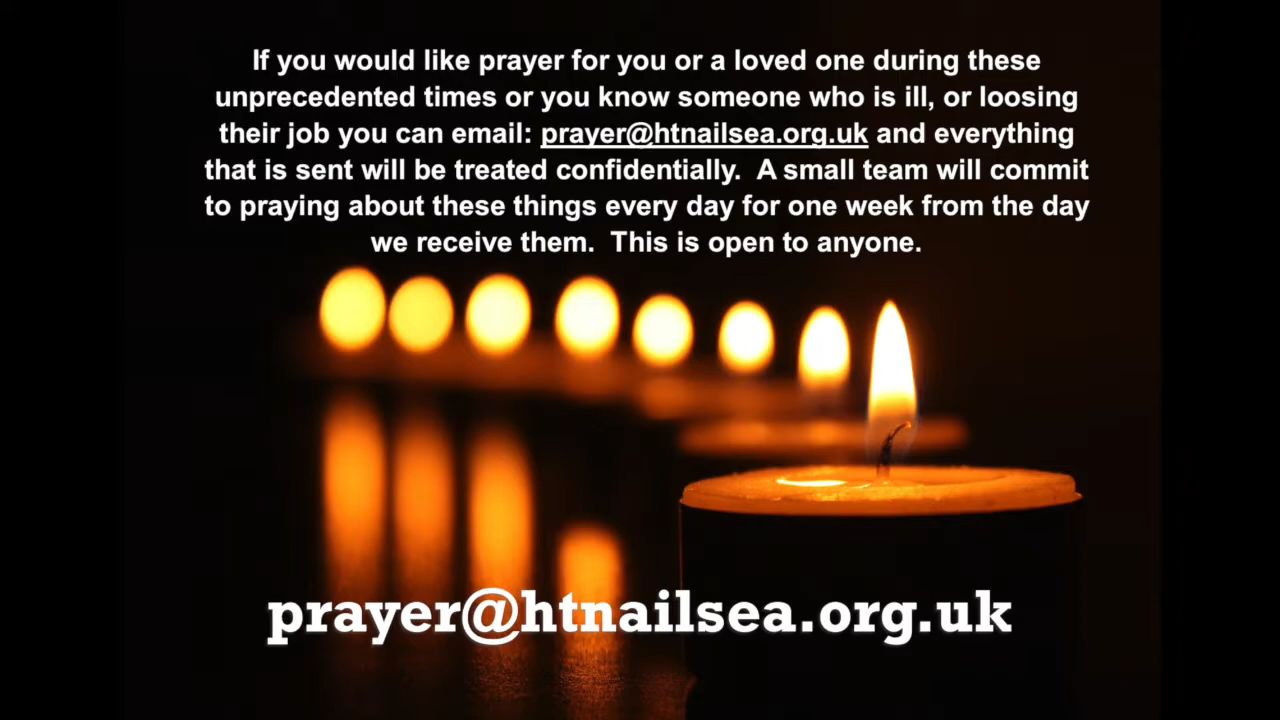 If you would like prayer for you or a loved one during these
unprecedented times or you know someone who is ill, or loosing
their job you can email: prayer@htnailsea.org.uk and everything
that is sent will be treated confidentially.  A small team will commit
to praying about these things every day for one week from the day
we receive them.  This is open to anyone.
prayer@htnailsea.org.uk